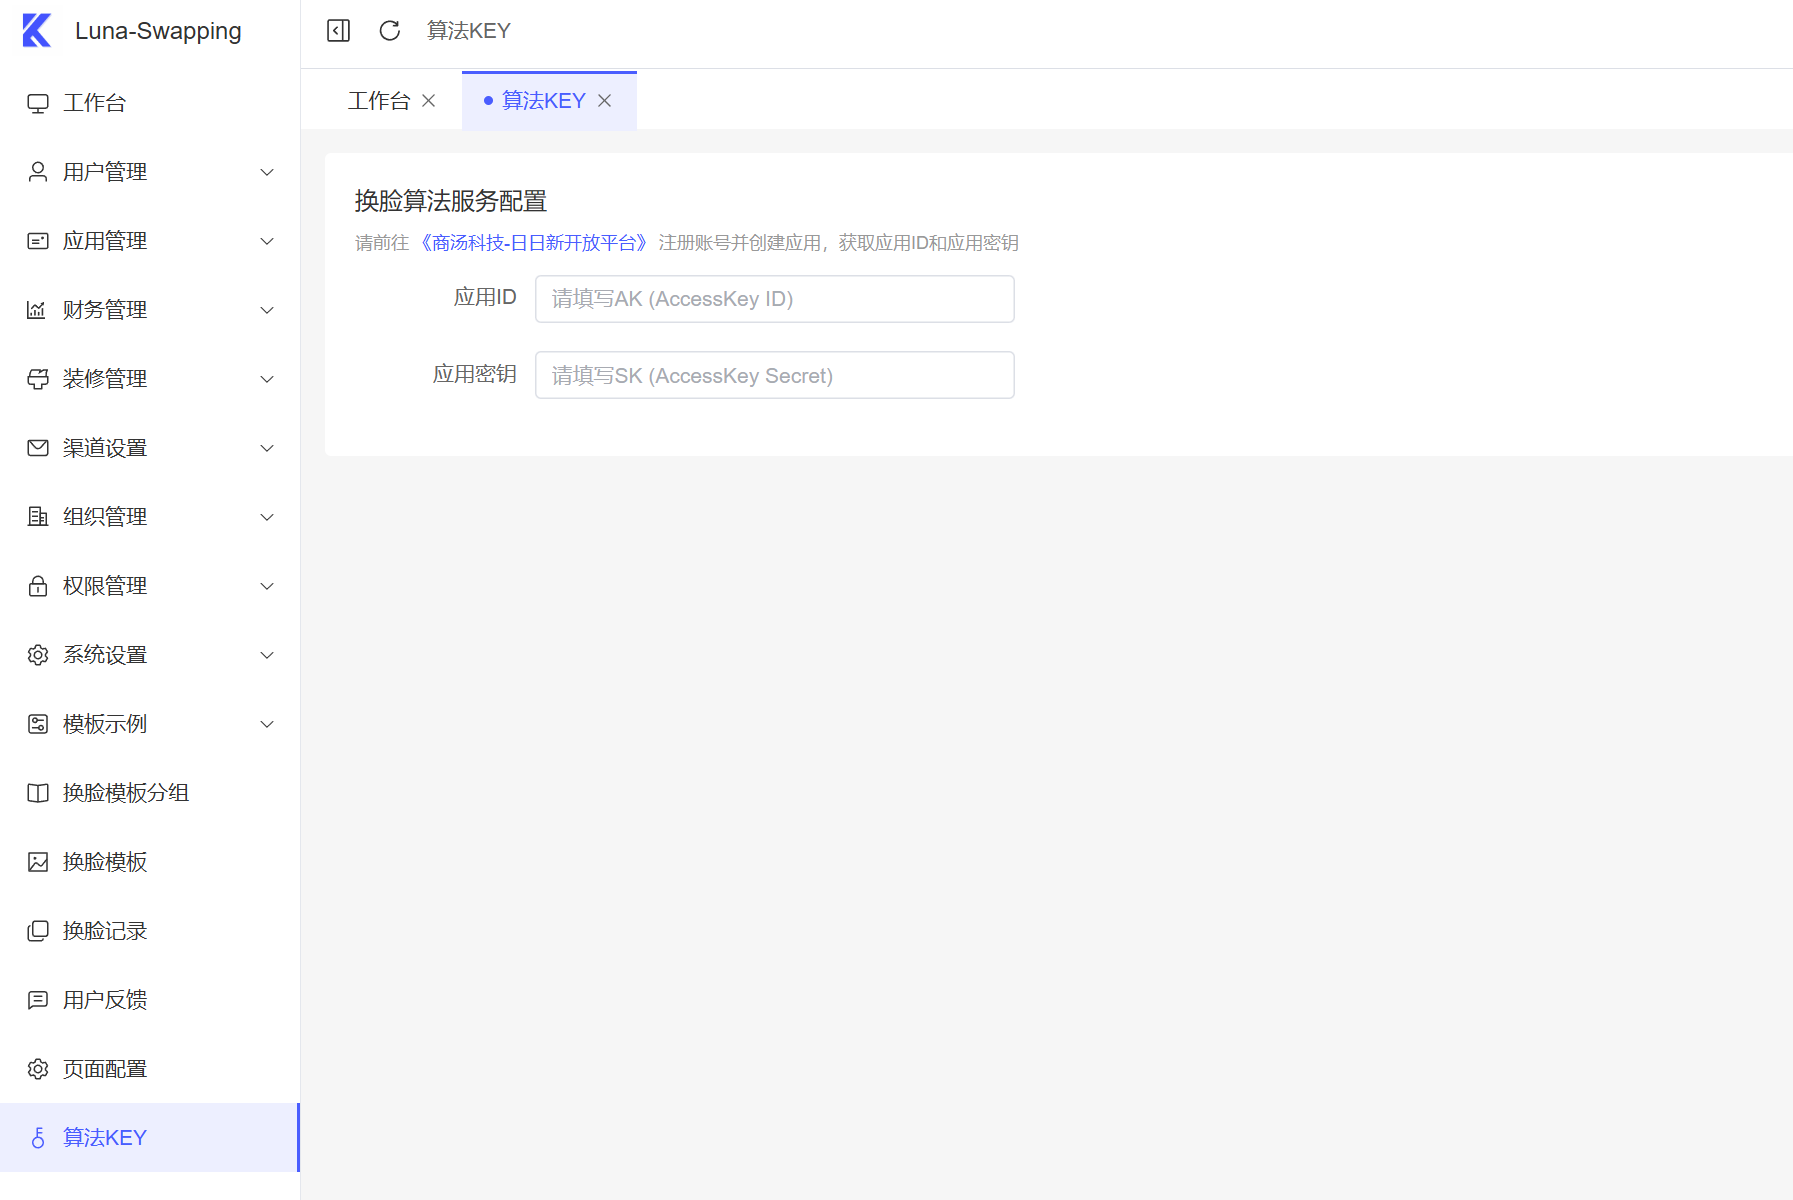 Luna-Swapping
工作台
用户管理
应用管理
财务管理
装修管理
渠道设置
组织管理
权限管理
系统设置
模板示例
换脸模板分组
换脸模板
换脸记录
用户反馈
页面配置
算法KEY
算法KEY
工作台
算法KEY
换脸算法服务配置
请前往《商汤科技-日日新开放平台》注册账号并创建应用，获取应用ID和应用密钥
应用ID 请填写AK (AccessKey ID)
应用密钥 请填写SK (AccessKey Secret)